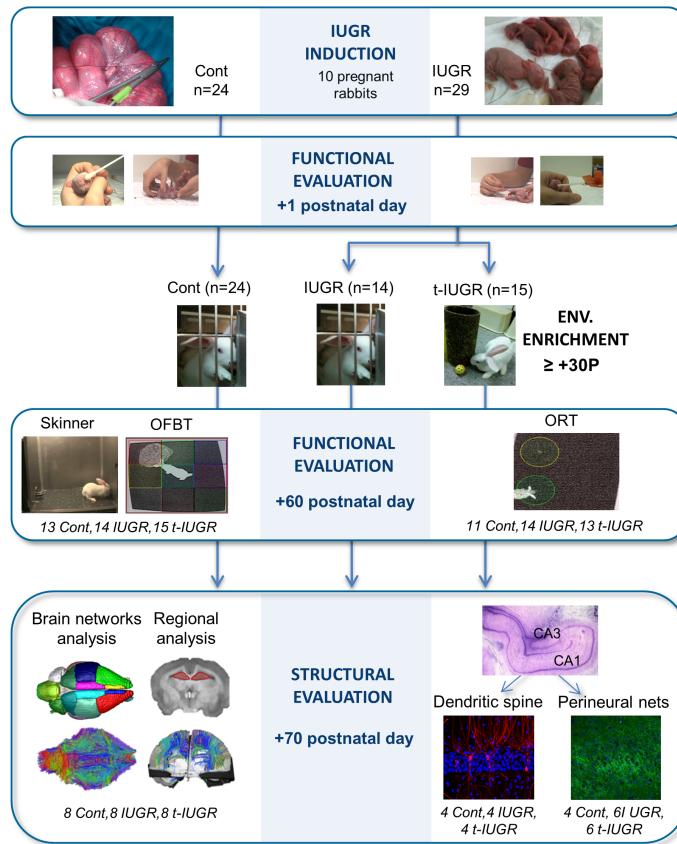 IUGR
INDUCTION
10 pregnant
rabbits
Cont
n=24
IUGR
n=29
FUNCTIONAL
EVALUATION
+1 postnatal day
Cont (n=24)
IUGR (n=14)
t-IUGR (n=15)
ENV.
ENRICHMENT
≥ +30P
Skinner
OFBT
FUNCTIONAL
EVALUATION
+60 postnatal day
ORT
13 Cont,14 IUGR,15 t-IUGR
11 Cont,14 IUGR,13 t-IUGR
Brain networks
analysis
Regional
analysis
STRUCTURAL
EVALUATION
+70 postnatal day
CA3
CA1
Dendritic spine
Perineural nets
8 Cont,8 IUGR,8 t-IUGR
4 Cont,4 IUGR,
4 t-IUGR
4 Cont, 6I UGR,
6 t-IUGR